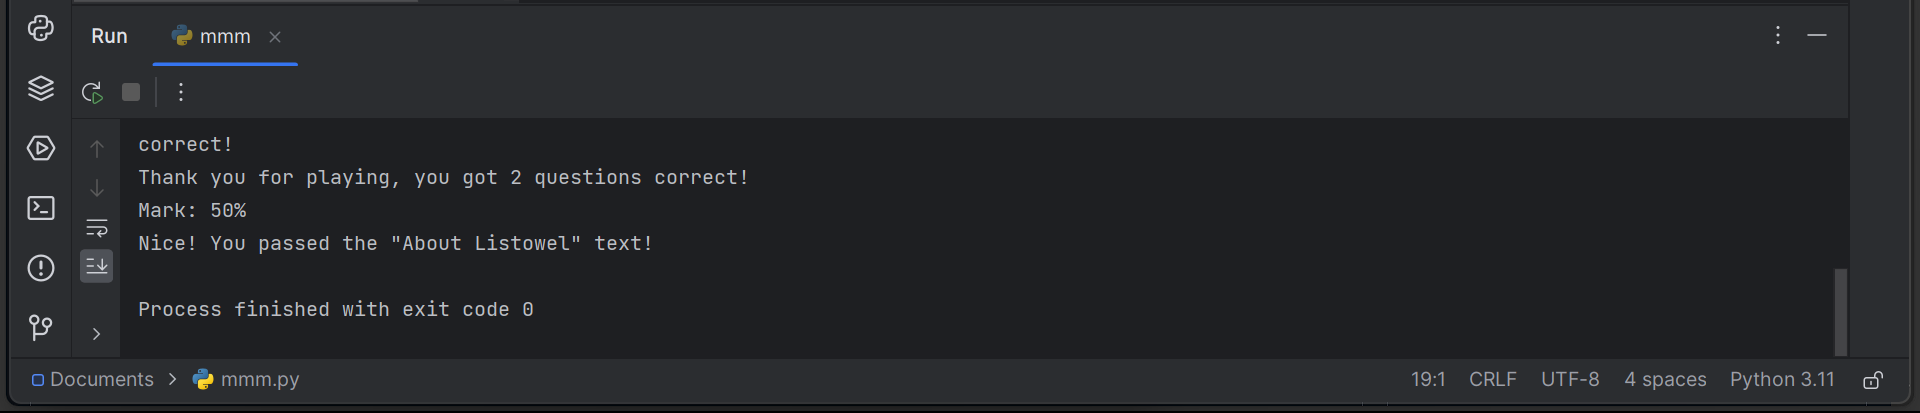 Run mmm
correct!
Thank you for playing, you got 2 questions correct!
Mark: 50%
Nice! You passed the "About Listowel" text!
Process finished with exit code 0
Documents > mmm.py 19:1 CRLF UTF-8 4 spaces Python 3.11